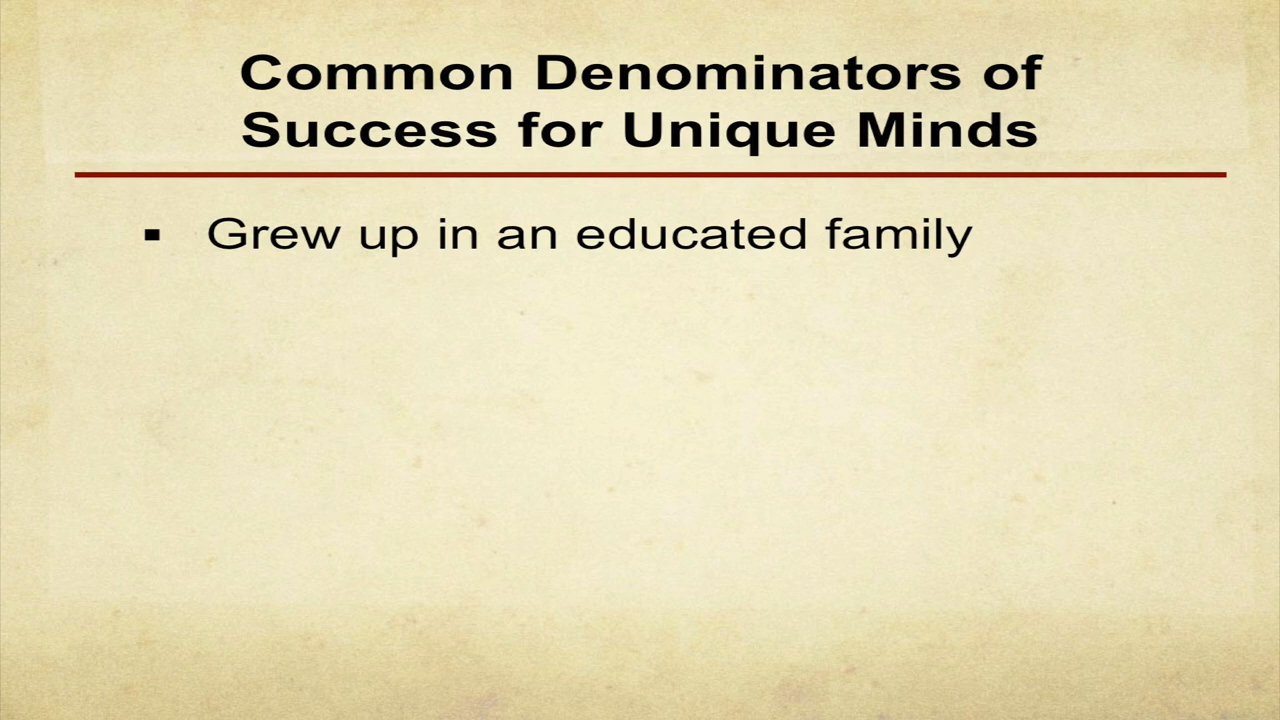 Common Denominators of
Success for Unique Minds
▪ Grew up in an educated family